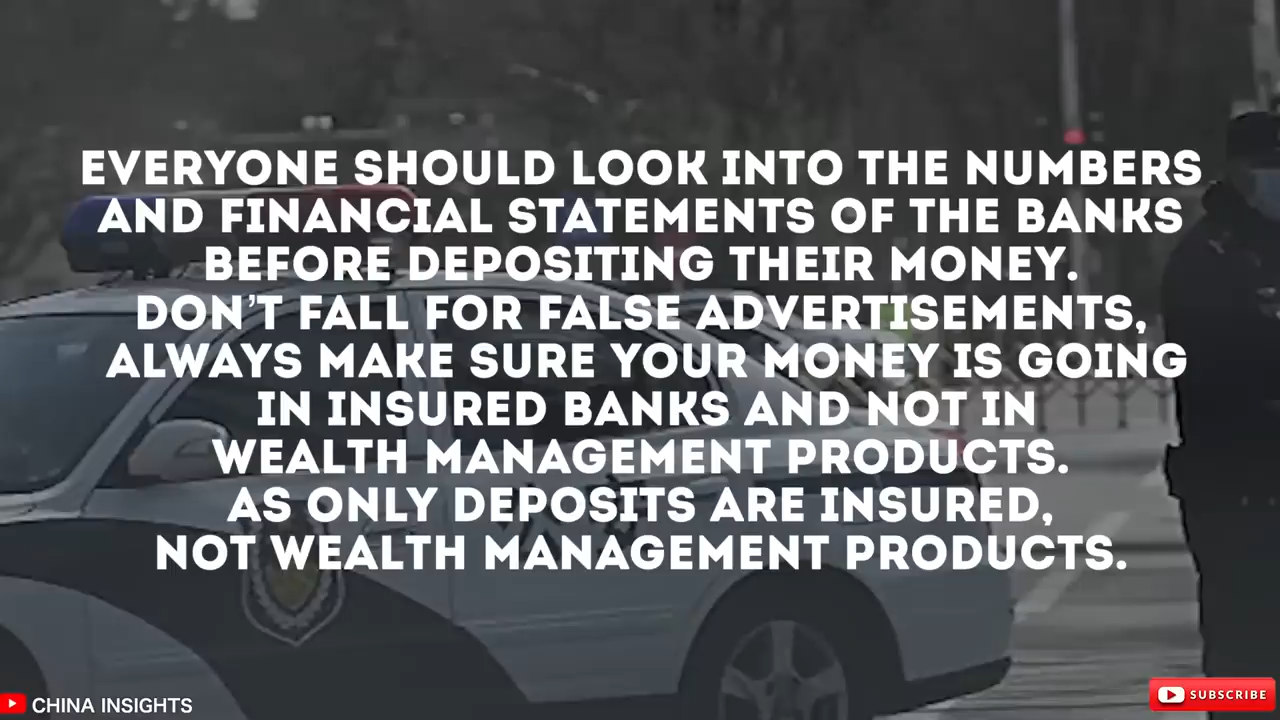 EVERYONE SHOULD LOOK INTO THE NUMBERS
AND FINANCIAL STATEMENTS OF THE BANKS
BEFORE DEPOSITING THEIR MONEY.
DON'T FALL FOR FALSE ADVERTISEMENTS,
ALWAYS MAKE SURE YOUR MONEY IS GOING
IN INSURED BANKS AND NOT IN
WEALTH MANAGEMENT PRODUCTS.
AS ONLY DEPOSITS ARE INSURED,
NOT WEALTH MANAGEMENT PRODUCTS.
CHINA INSIGHTS
SUBSCRIBE